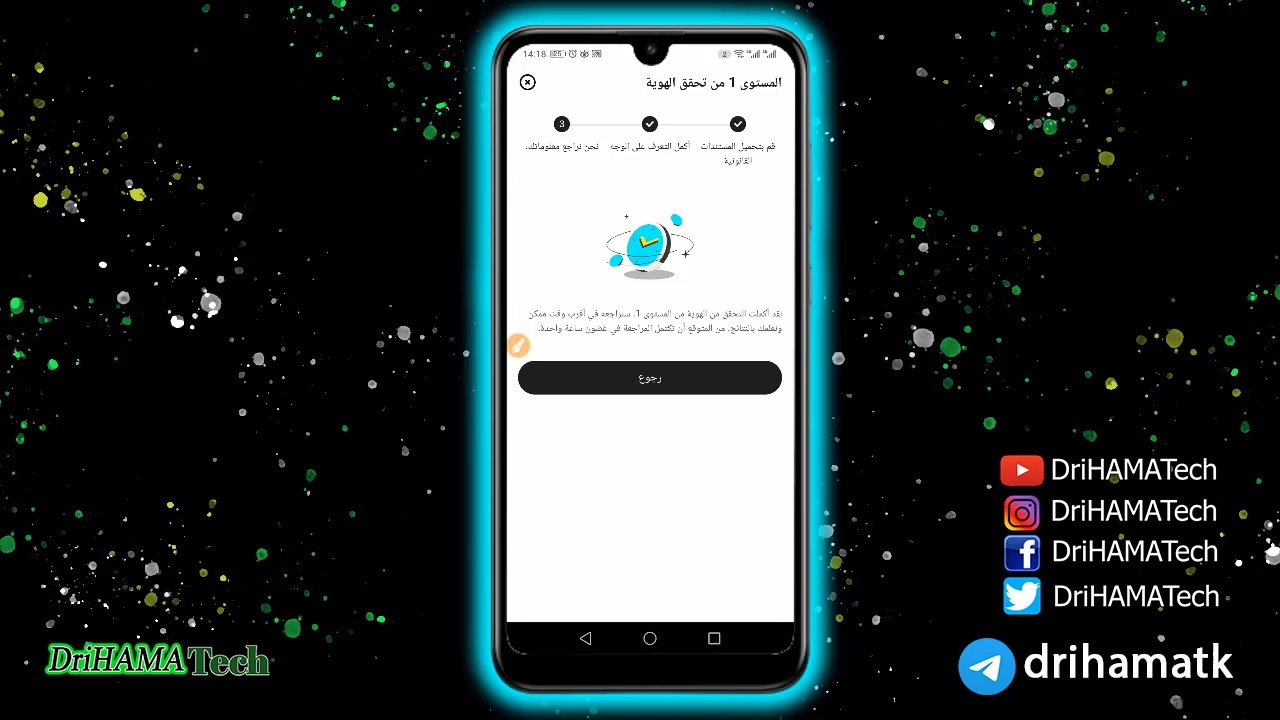 14:18
المستوى 1 من تحقق الهوية
3
قم بتحميل المستندات
القانونية
أكمل التعرف على الوجه
نحن نراجع معلوماتك.
لقد أكملت التحقق من الهوية من المستوى 1. سنراجعه في أقرب وقت ممكن
ونعلمك بالنتائج. من المتوقع أن تكتمل المراجعة في غضون ساعة واحدة.
رجوع
DriHAMATech
DriHAMATech
DriHAMATech
DriHAMATech
drihamatk
DriHAMA Tech